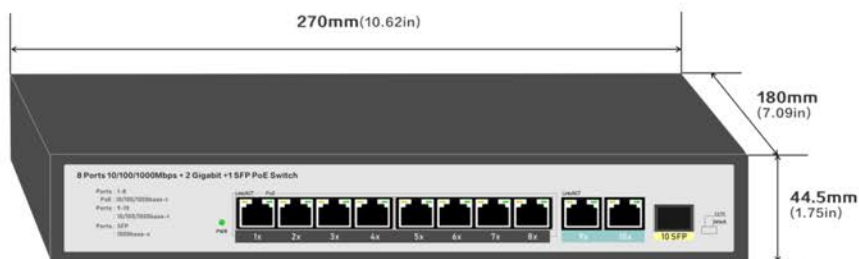 270mm(10.62in)
180mm
(7.09in)
44.5mm
(1.75in)
8 Ports 10/100/1000Mbps + 2 Gigabit +1 SFP PoE Switch
Ports : 1-8
PoE : 10/100/1000base-t
Ports : 9-10
: 10/100/1000base-t
Ports : SFP
1000base-x
PWR
Link/ACT PoE
Link/ACT
1x 2x 3x 4x 5x 6x 7x 8x
9x 10x
10 SFP